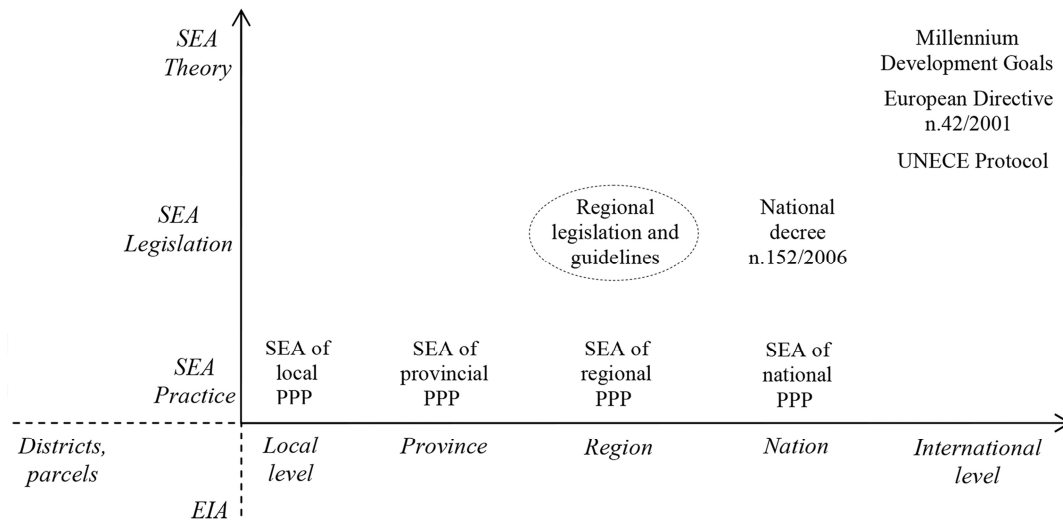 SEA
Theory
Millennium
Development Goals
European Directive
n.42/2001
UNECE Protocol
SEA
Legislation
Regional
legislation and
guidelines
National
decree
n.152/2006
SEA
Practice
SEA of
local
PPP
SEA of
provincial
PPP
SEA of
regional
PPP
SEA of
national
PPP
Districts,
parcels
Local
level
Province
Region
Nation
International
level
EIA